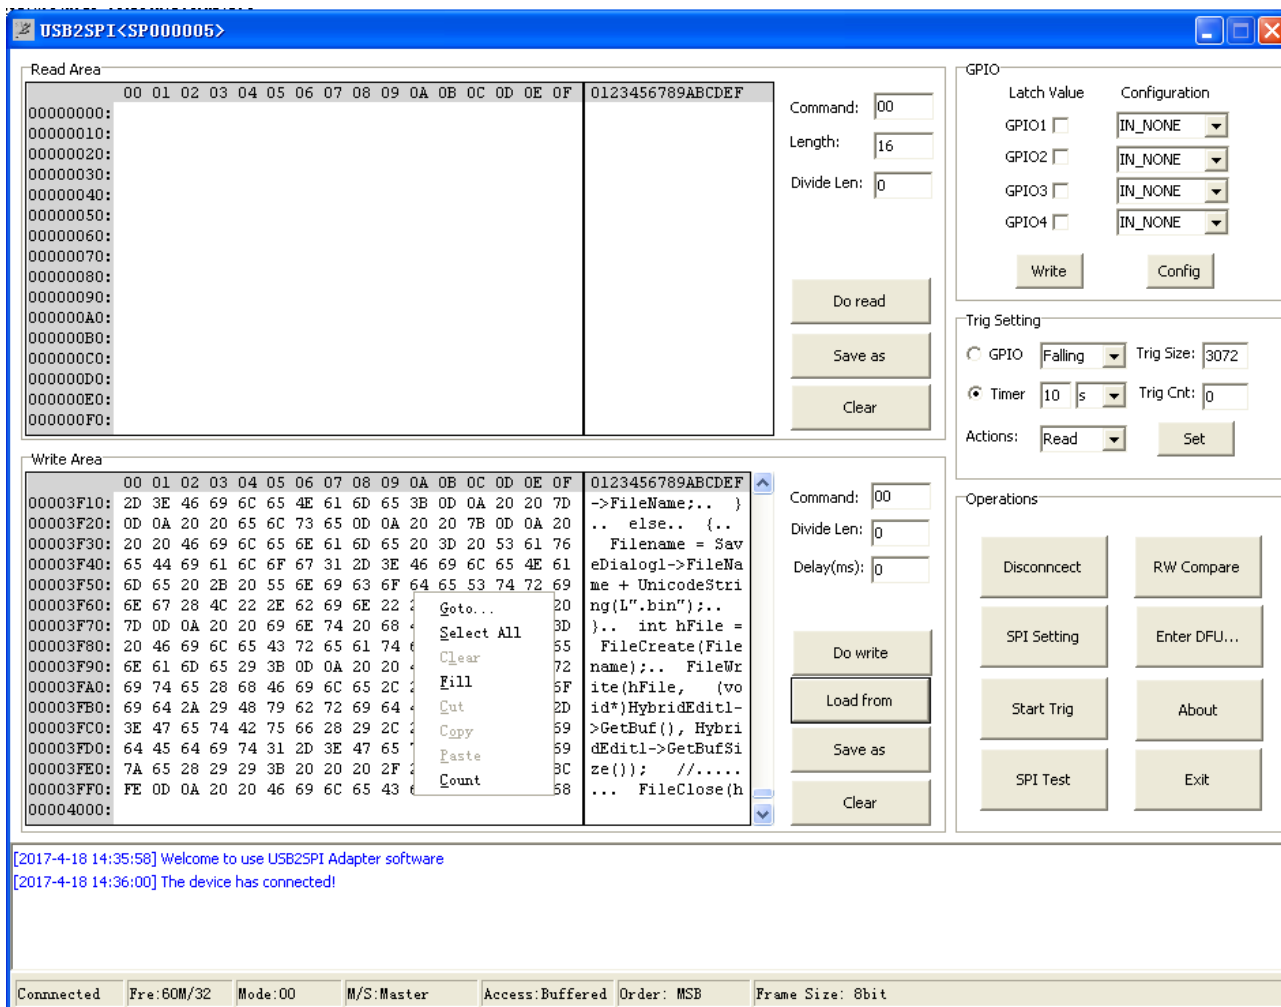 USB2SPI<SP000005>
Read Area
00 01 02 03 04 05 06 07 08 09 0A 0B 0C 0D 0E 0F 0123456789ABCDEF
00000000:
00000010:
00000020:
00000030:
00000040:
00000050:
00000060:
00000070:
00000080:
00000090:
000000A0:
000000B0:
000000C0:
000000D0:
000000E0:
000000F0:
Command: 00
Length: 16
Divide Len: 0
Do read
Save as
Clear
GPIO
Latch Value Configuration
GPIO1 IN_NONE
GPIO2 IN_NONE
GPIO3 IN_NONE
GPIO4 IN_NONE
Write Config
Trig Setting
GPIO Falling Trig Size: 3072
Timer 10 s Trig Cnt: 0
Actions: Read Set
Write Area
00 01 02 03 04 05 06 07 08 09 0A 0B 0C 0D 0E 0F 0123456789ABCDEF
00003F10: 2D 3E 46 69 6C 65 4E 61 6D 65 3B 0D 0A 20 20 7D ->FileName;.. }
00003F20: 0D 0A 20 20 65 6C 73 65 0D 0A 20 20 7B 0D 0A 20 .. else.. {..
00003F30: 20 20 46 69 6C 65 6E 61 6D 65 20 3D 20 53 61 76 Filename = Sav
00003F40: 65 44 69 61 6C 6F 67 31 2D 3E 46 69 6C 65 4E 61 eDialog1->FileNa
00003F50: 6D 65 20 2B 20 55 6E 69 63 6F 64 65 53 74 72 69 me + UnicodeStri
00003F60: 6E 67 28 4C 22 2E 62 69 6E 22 20 ng(L".bin");..
00003F70: 7D 0D 0A 20 20 69 6E 74 20 68 3D }.. int hFile =
00003F80: 20 46 69 6C 65 43 72 65 61 74 65 FileCreate(File
00003F90: 6E 61 6D 65 29 3B 0D 0A 20 20 72 name);.. FileWr
00003FA0: 69 74 65 28 68 46 69 6C 65 2C 6F ite(hFile, (vo
00003FB0: 69 64 2A 29 48 79 62 72 69 64 2D id*)HybridEdit1-
00003FC0: 3E 47 65 74 42 75 66 28 29 2C 69 >GetBuf(), Hybri
00003FD0: 64 45 64 69 74 31 2D 3E 47 65 69 dEdit1->GetBufSi
00003FE0: 7A 65 28 29 29 3B 20 20 20 2F ze()); //.....
00003FF0: FE 0D 0A 20 20 46 69 6C 65 43 68 ... FileClose(h
00004000:
Goto...
Select All
Clear
Fill
Cut
Copy
Paste
Count
Command: 00
Divide Len: 0
Delay(ms): 0
Do write
Load from
Save as
Clear
Operations
Disconncect RW Compare
SPI Setting Enter DFU...
Start Trig About
SPI Test Exit
[2017-4-18 14:35:58] Welcome to use USB2SPI Adapter software
[2017-4-18 14:36:00] The device has connected!
Connnected Fre:60M/32 Mode:00 M/S:Master Access:Buffered Order: MSB Frame Size: 8bit